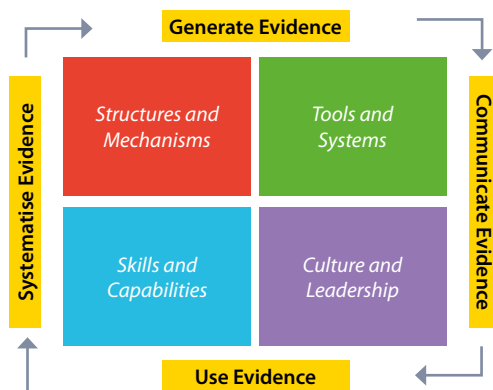 Generate Evidence
Systematise Evidence
Structures and
Mechanisms
Tools and
Systems
Communicate Evidence
Skills and
Capabilities
Culture and
Leadership
Use Evidence